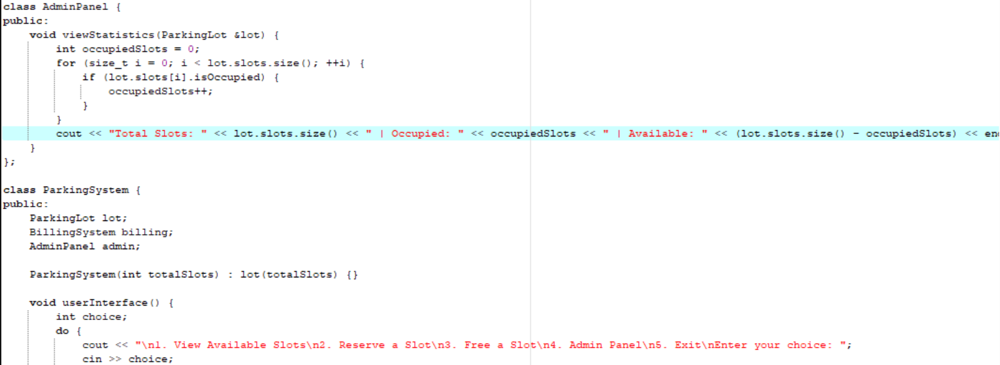 class AdminPanel {
public:
    void viewStatistics(ParkingLot &lot) {
        int occupiedSlots = 0;
        for (size_t i = 0; i < lot.slots.size(); ++i) {
            if (lot.slots[i].isOccupied) {
                occupiedSlots++;
            }
        }
        cout << "Total Slots: " << lot.slots.size() << " | Occupied: " << occupiedSlots << " | Available: " << (lot.slots.size() - occupiedSlots) << en
    }
};

class ParkingSystem {
public:
    ParkingLot lot;
    BillingSystem billing;
    AdminPanel admin;

    ParkingSystem(int totalSlots) : lot(totalSlots) {}

    void userInterface() {
        int choice;
        do {
            cout << "\n1. View Available Slots\n2. Reserve a Slot\n3. Free a Slot\n4. Admin Panel\n5. Exit\nEnter your choice: ";
            cin >> choice;